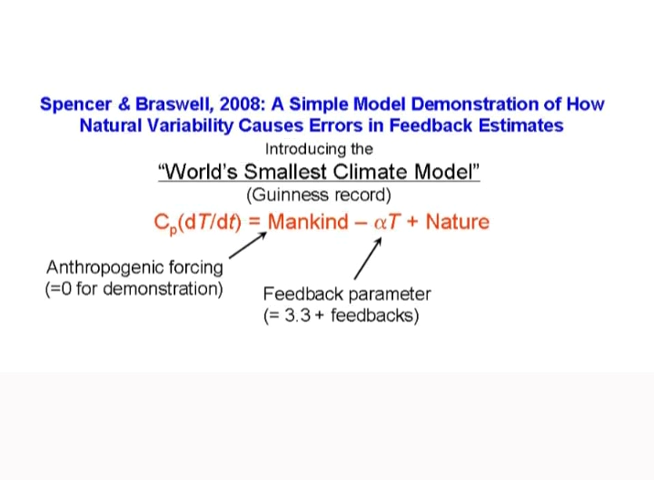 Spencer & Braswell, 2008: A Simple Model Demonstration of How
Natural Variability Causes Errors in Feedback Estimates
Introducing the
“World's Smallest Climate Model”
(Guinness record)
Cp(dT/dt) = Mankind – αT + Nature
Anthropogenic forcing
(=0 for demonstration)
Feedback parameter
(= 3.3 + feedbacks)